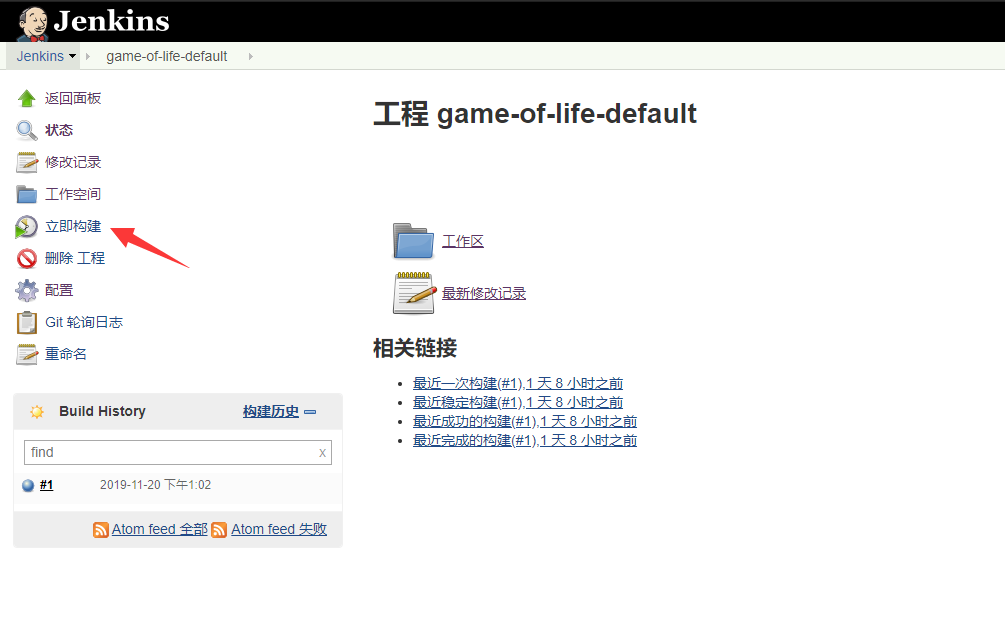 Jenkins
Jenkins game-of-life-default
返回面板
状态
修改记录
工作空间
立即构建
删除 工程
配置
Git 轮询日志
重命名
Build History 构建历史
find x
#1 2019-11-20 下午1:02
Atom feed 全部 Atom feed 失败
工程 game-of-life-default
工作区
最新修改记录
相关链接
最近一次构建(#1),1 天 8 小时之前
最近稳定构建(#1),1 天 8 小时之前
最近成功的构建(#1),1 天 8 小时之前
最近完成的构建(#1),1 天 8 小时之前